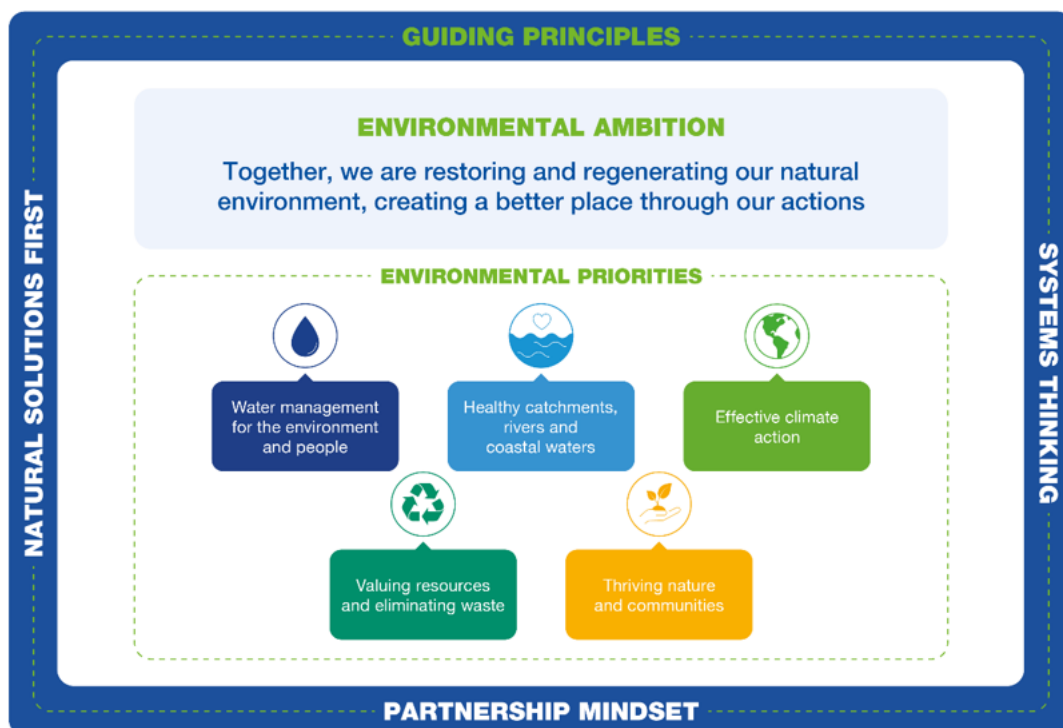 GUIDING PRINCIPLES
NATURAL SOLUTIONS FIRST
ENVIRONMENTAL AMBITION
Together, we are restoring and regenerating our natural
environment, creating a better place through our actions
ENVIRONMENTAL PRIORITIES
Water management
for the environment
and people
Healthy catchments,
rivers and
coastal waters
Effective climate
action
Valuing resources
and eliminating waste
Thriving nature
and communities
SYSTEMS THINKING
PARTNERSHIP MINDSET